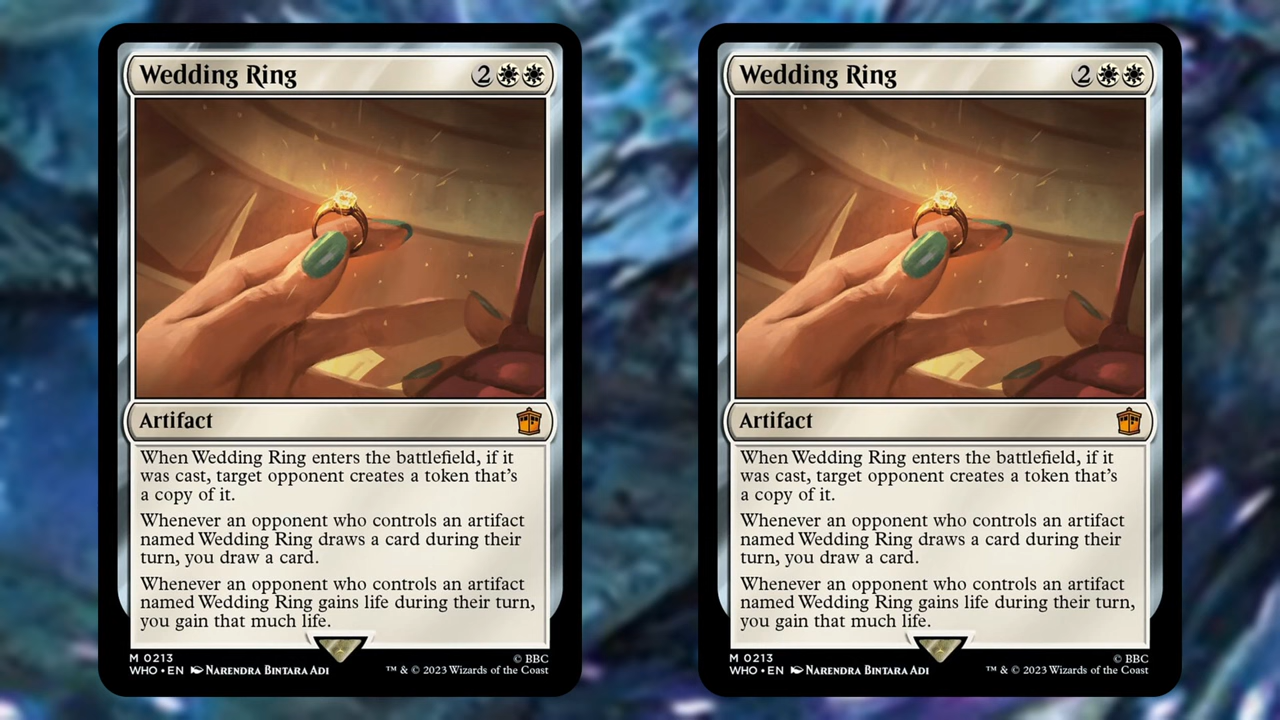 Wedding Ring 2
Artifact
When Wedding Ring enters the battlefield, if it
was cast, target opponent creates a token that's
a copy of it.
Whenever an opponent who controls an artifact
named Wedding Ring draws a card during their
turn, you draw a card.
Whenever an opponent who controls an artifact
named Wedding Ring gains life during their turn,
you gain that much life.
M 0213
WHO • EN Narendra Bintara Adi
© BBC
™ & © 2023 Wizards of the Coast
Wedding Ring 2
Artifact
When Wedding Ring enters the battlefield, if it
was cast, target opponent creates a token that's
a copy of it.
Whenever an opponent who controls an artifact
named Wedding Ring draws a card during their
turn, you draw a card.
Whenever an opponent who controls an artifact
named Wedding Ring gains life during their turn,
you gain that much life.
M 0213
WHO • EN Narendra Bintara Adi
© BBC
™ & © 2023 Wizards of the Coast